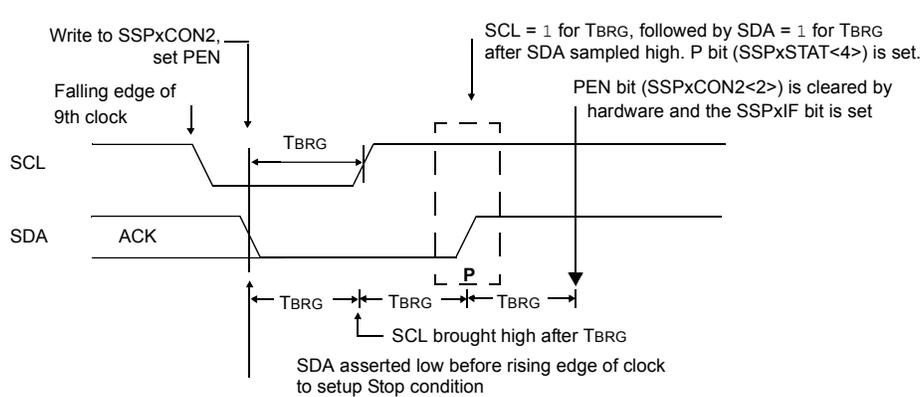 SCL = 1 for TBRG, followed by SDA = 1 for TBRG
after SDA sampled high. P bit (SSPxSTAT<4>) is set.
Write to SSPxCON2,
set PEN
PEN bit (SSPxCON2<2>) is cleared by
hardware and the SSPxIF bit is set
Falling edge of
9th clock
TBRG
SCL
SDA
ACK
P
TBRG
TBRG
TBRG
SCL brought high after TBRG
SDA asserted low before rising edge of clock
to setup Stop condition